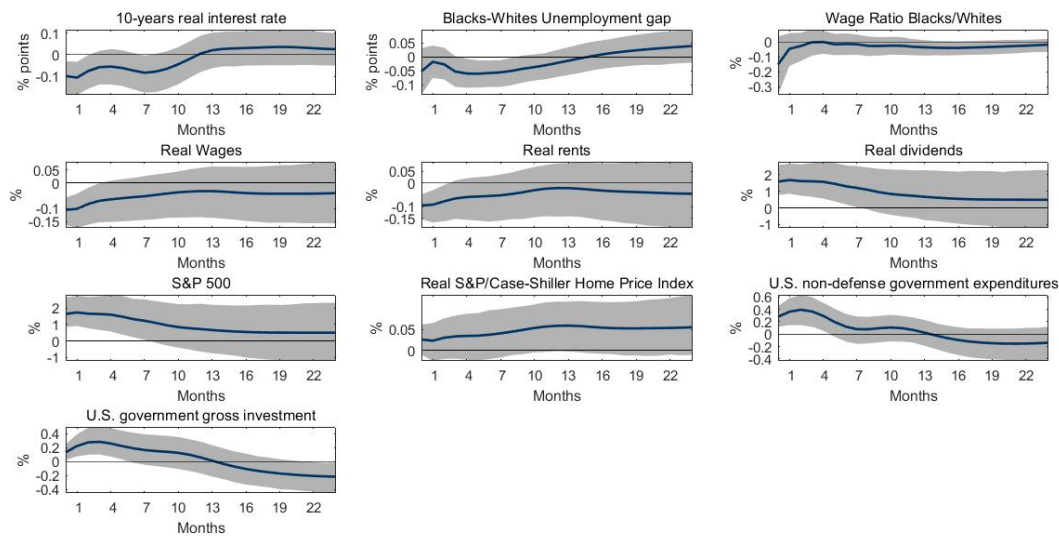 10-years real interest rate
% points
0.1
0
-0.1
1 4 7 10 13 16 19 22
Months
Blacks-Whites Unemployment gap
% points
0.05
0
-0.05
-0.1
1 4 7 10 13 16 19 22
Months
Wage Ratio Blacks/Whites
%
0
-0.1
-0.2
-0.3
1 4 7 10 13 16 19 22
Months
Real Wages
%
0.05
0
-0.1
-0.15
1 4 7 10 13 16 19 22
Months
Real rents
%
0.05
0
-0.1
-0.15
1 4 7 10 13 16 19 22
Months
Real dividends
%
2
1
0
-1
1 4 7 10 13 16 19 22
Months
S&P 500
%
2
1
0
-1
1 4 7 10 13 16 19 22
Months
Real S&P/Case-Shiller Home Price Index
%
0.05
0
1 4 7 10 13 16 19 22
Months
U.S. non-defense government expenditures
%
0.6
0.4
0.2
0
-0.2
-0.4
1 4 7 10 13 16 19 22
Months
U.S. government gross investment
%
0.4
0.2
0
-0.2
-0.4
1 4 7 10 13 16 19 22
Months